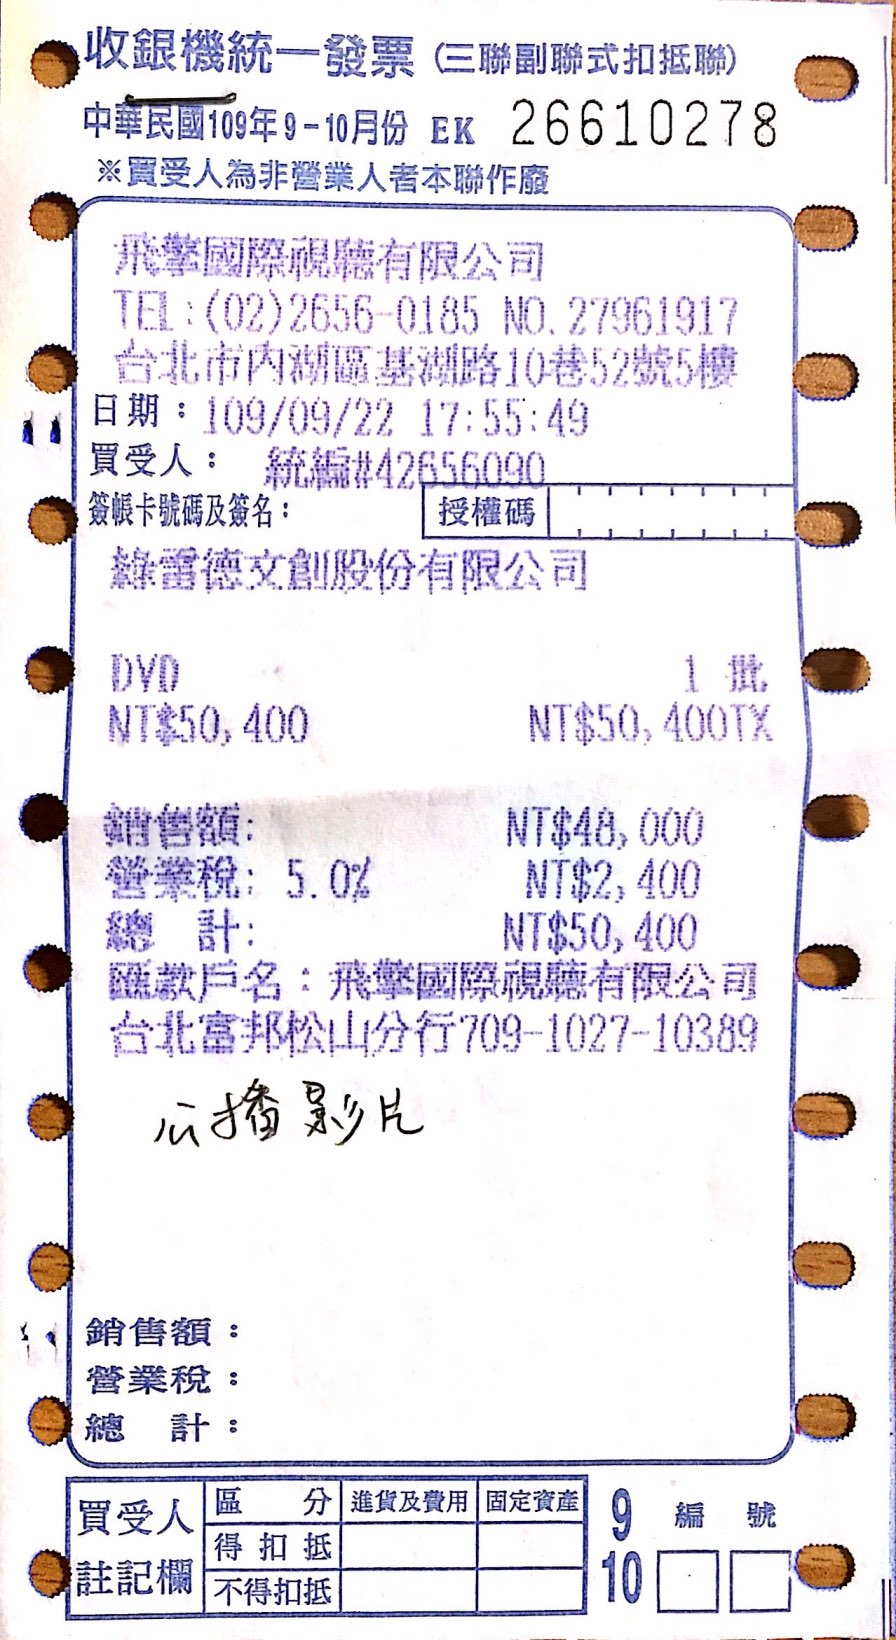 收銀機統一發票(三聯副聯式扣抵聯)
中華民國109年9-10月份 EK 26610278
※買受人為非營業人者本聯作廢
飛擎國際視聽有限公司
TEL:(02)2656-0185 NO.27961917
台北市內湖區基湖路10巷52號5樓
日期:109/09/22 17:55:49
買受人: 統編#42656090
簽帳卡號碼及簽名: 授權碼
綠雷德文創股份有限公司
DVD 1 批
NT$50,400 NT$50,400TX
銷售額: NT$48,000
營業稅: 5.0% NT$2,400
總 計: NT$50,400
匯款戶名:飛擎國際視聽有限公司
台北富邦松山分行709-1027-10389
公播影片
銷售額:
營業稅:
總 計:
買受人註記欄 區 分 進貨及費用 固定資產
得 扣 抵
不得扣抵
9 10 編 號